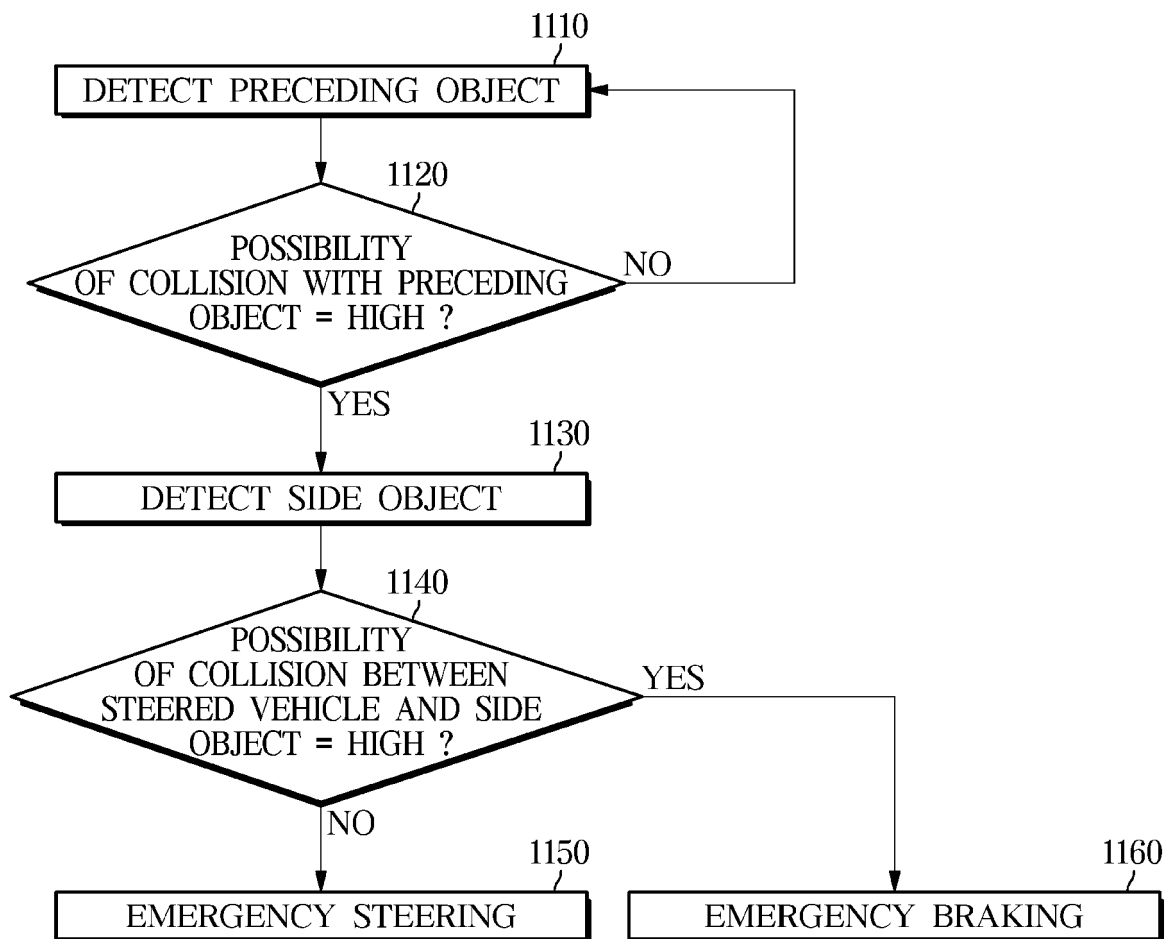 1110
DETECT PRECEDING OBJECT
1120
POSSIBILITY
OF COLLISION WITH PRECEDING
OBJECT = HIGH ?
NO
YES
1130
DETECT SIDE OBJECT
1140
POSSIBILITY
OF COLLISION BETWEEN
STEERED VEHICLE AND SIDE
OBJECT = HIGH ?
YES
NO
1150
EMERGENCY STEERING
1160
EMERGENCY BRAKING